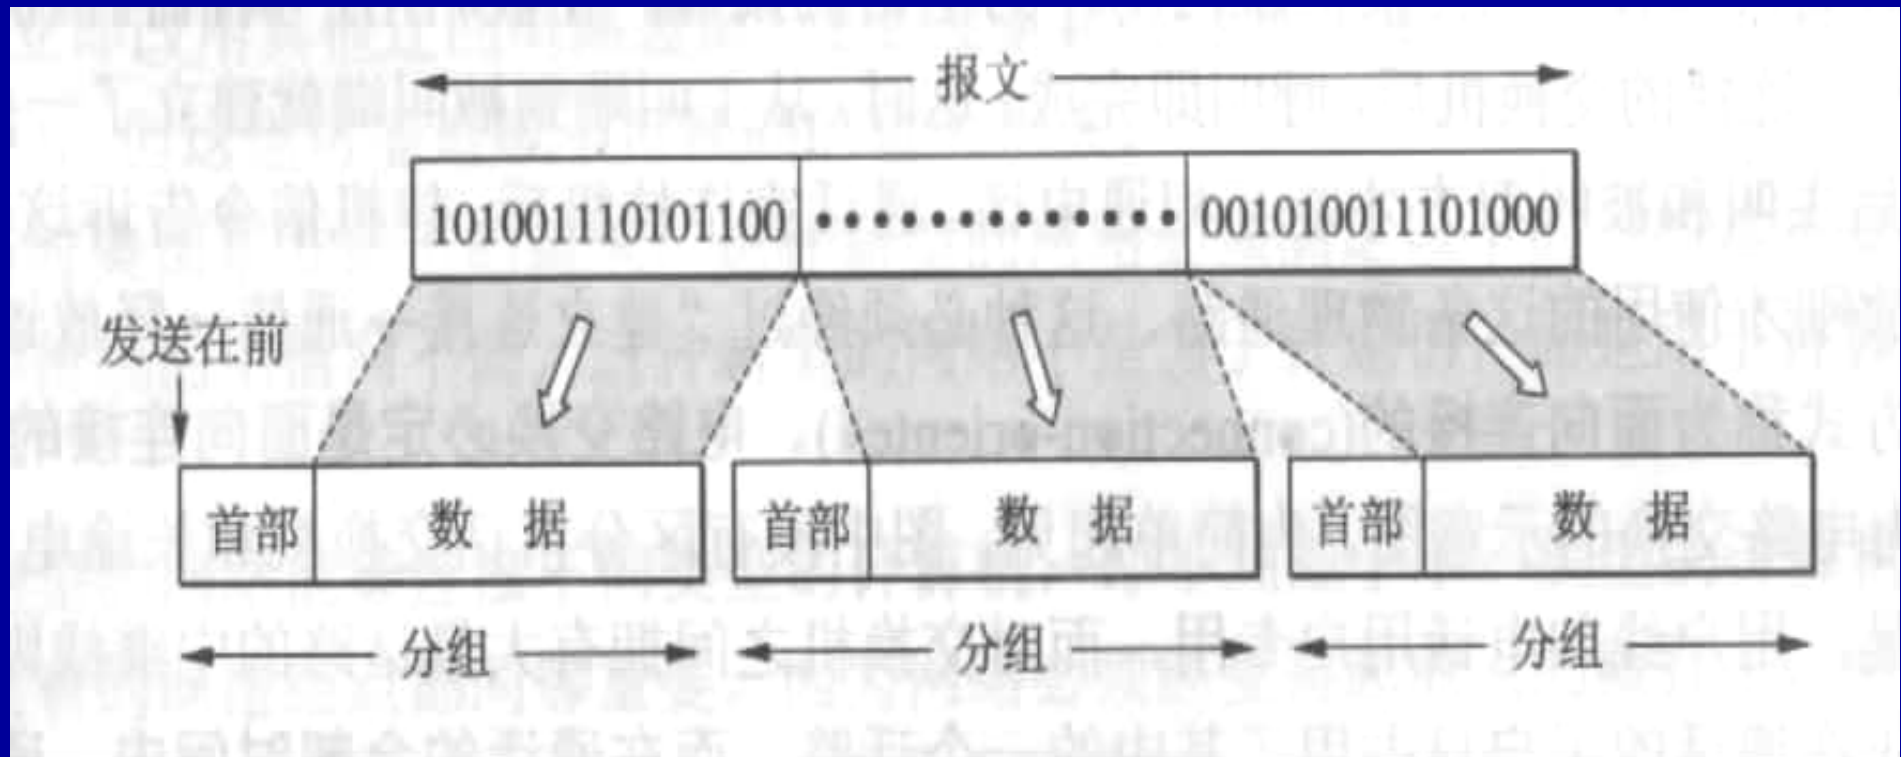 报文
101001110101100 ••••••••••••• 001010011101000
发送在前
首部 数 据 首部 数 据 首部 数 据
分组 分组 分组